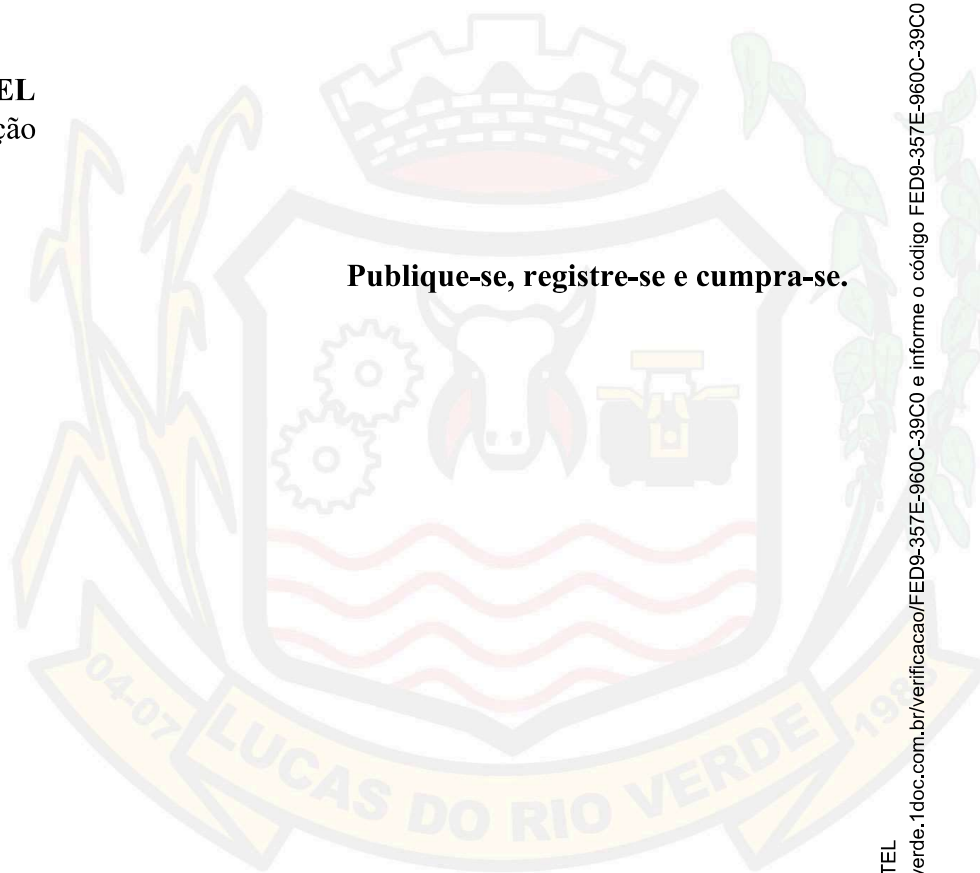 EL
ção
Publique-se, registre-se e cumpra-se.
04-07
LUCAS DO RIO VERDE
TEL
verde.1doc.com.br/verificacao/FED9-357E-960C-39C0 e informe o código FED9-357E-960C-39C0